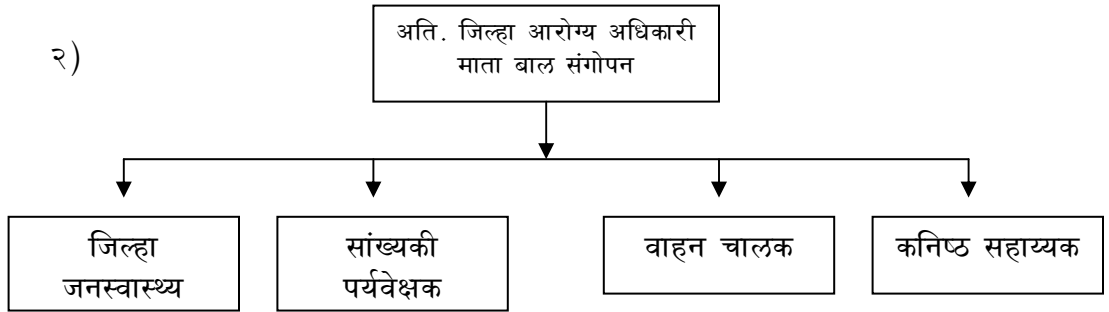 २)
अति. जिल्हा आरोग्य अधिकारी
माता बाल संगोपन
जिल्हा
जनस्वास्थ्य
सांख्यकी
पर्यवेक्षक
वाहन चालक
कनिष्ठ सहाय्यक